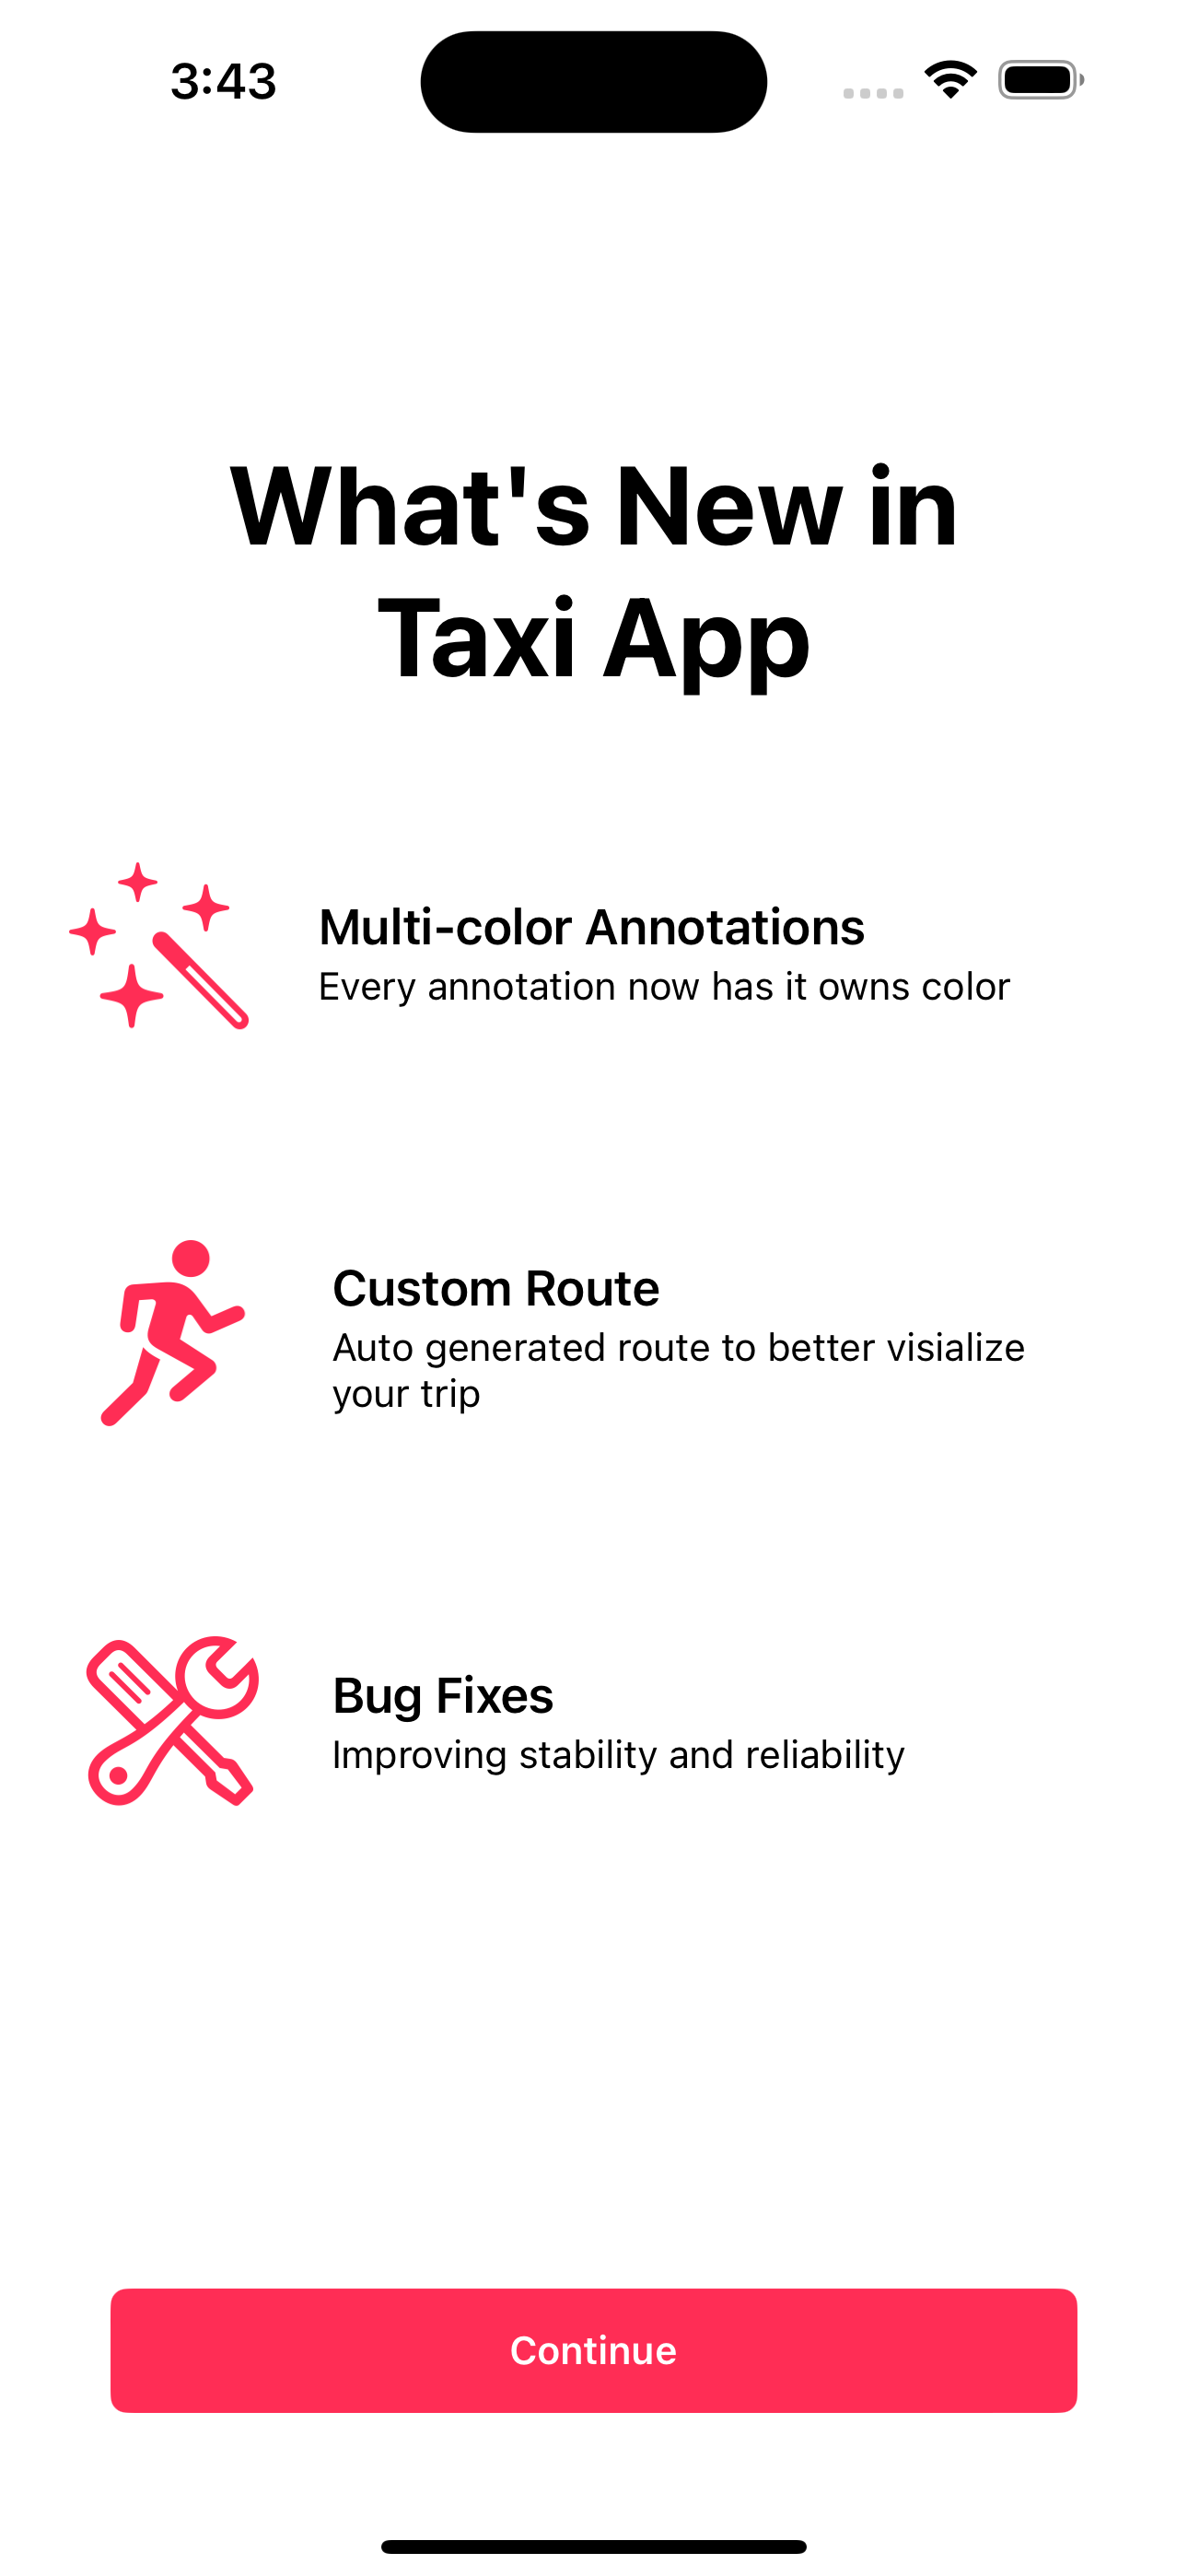 3:43
What's New in
Taxi App
Multi-color Annotations
Every annotation now has it owns color
Custom Route
Auto generated route to better visialize
your trip
Bug Fixes
Improving stability and reliability
Continue